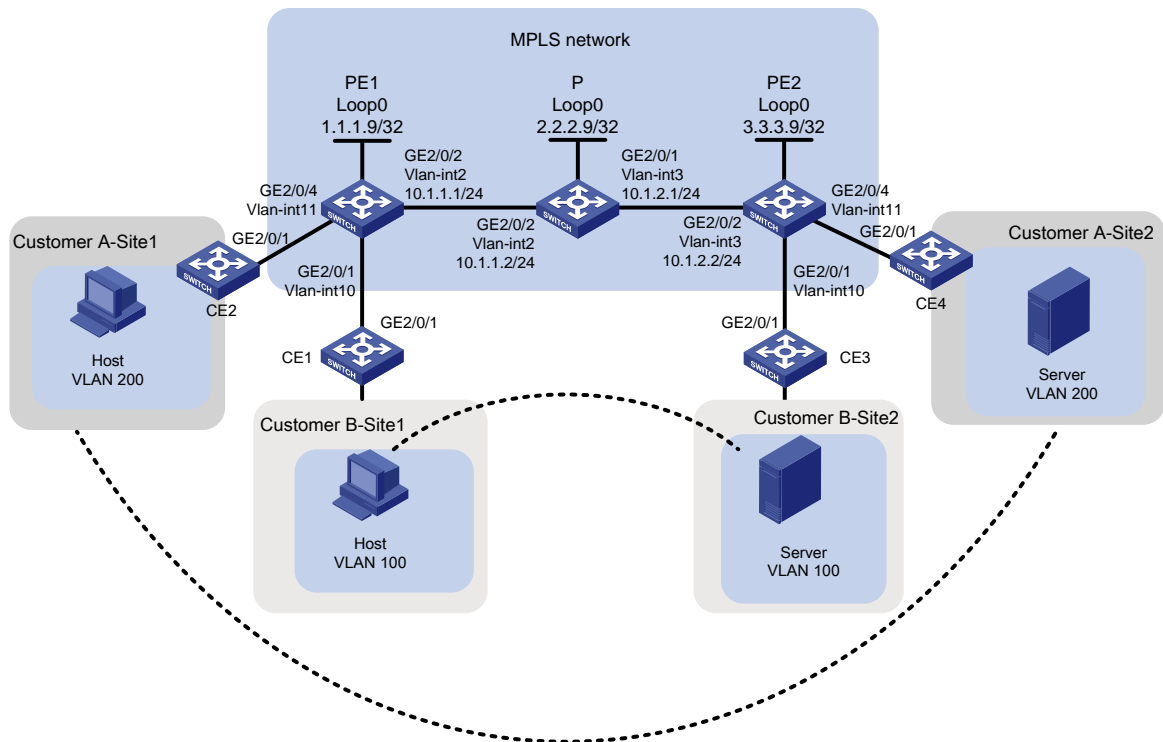 MPLS network
PE1
Loop0
1.1.1.9/32
P
Loop0
2.2.2.9/32
PE2
Loop0
3.3.3.9/32
GE2/0/2
Vlan-int2
10.1.1.1/24
GE2/0/1
Vlan-int3
10.1.2.1/24
GE2/0/4
Vlan-int11
GE2/0/4
Vlan-int11
SWITCH
SWITCH
SWITCH
GE2/0/2
Vlan-int2
10.1.1.2/24
GE2/0/2
Vlan-int3
10.1.2.2/24
Customer A-Site1
GE2/0/1
SWITCH
CE2
Host
VLAN 200
GE2/0/1
Vlan-int10
GE2/0/1
Vlan-int10
GE2/0/1
SWITCH
CE4
Customer A-Site2
Server
VLAN 200
GE2/0/1
CE1
SWITCH
GE2/0/1
SWITCH
CE3
Customer B-Site1
Host
VLAN 100
Customer B-Site2
Server
VLAN 100